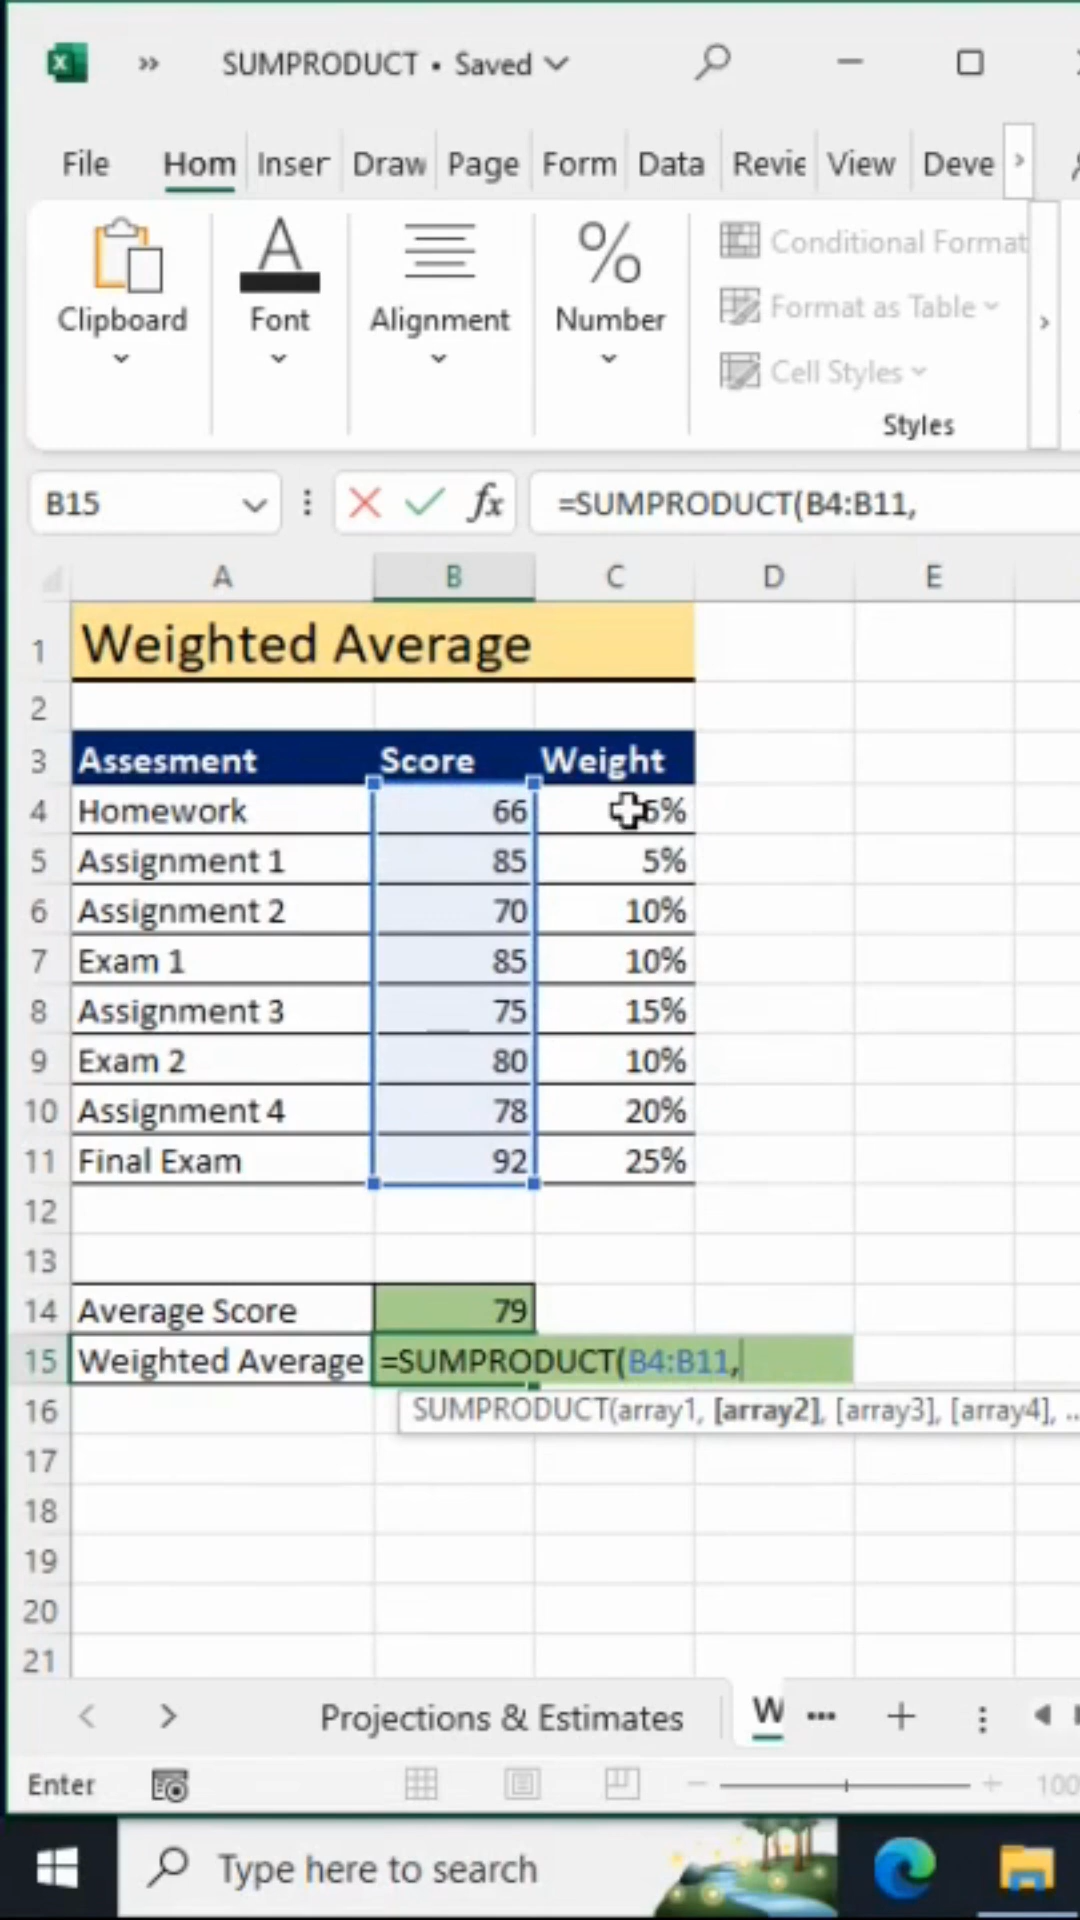 SUMPRODUCT • Saved
File Hom Inser Draw Page Form Data Revie View Deve
Clipboard Font Alignment Number
Conditional Format
Format as Table
Cell Styles
Styles
B15 fx =SUMPRODUCT(B4:B11,
A B C D E
1 Weighted Average
2
3 Assesment Score Weight
4 Homework 66 5%
5 Assignment 1 85 5%
6 Assignment 2 70 10%
7 Exam 1 85 10%
8 Assignment 3 75 15%
9 Exam 2 80 10%
10 Assignment 4 78 20%
11 Final Exam 92 25%
12
13
14 Average Score 79
15 Weighted Average =SUMPRODUCT(B4:B11,
16 SUMPRODUCT(array1, [array2], [array3], [array4], ...
17
18
19
20
21
Projections & Estimates W ...
Enter 100
Type here to search